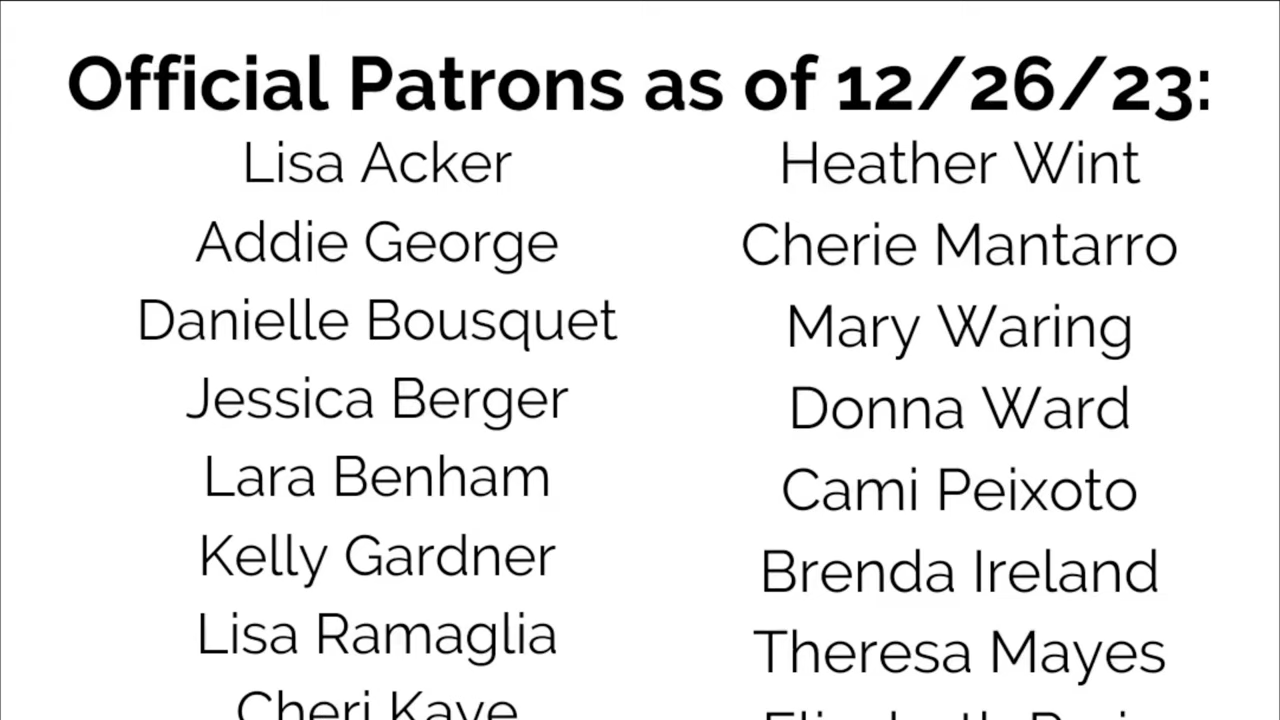 Official Patrons as of 12/26/23:
Lisa Acker
Addie George
Danielle Bousquet
Jessica Berger
Lara Benham
Kelly Gardner
Lisa Ramaglia
Cheri Kaye
Heather Wint
Cherie Mantarro
Mary Waring
Donna Ward
Cami Peixoto
Brenda Ireland
Theresa Mayes
Elizabeth